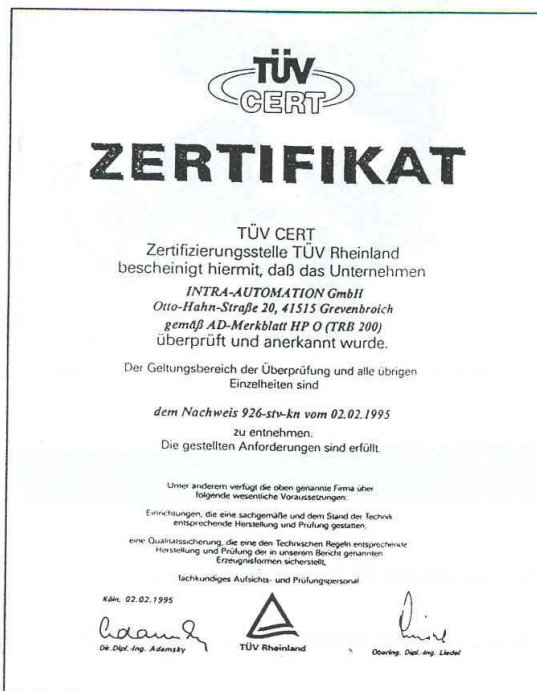 TÜV
CERT
ZERTIFIKAT
TÜV CERT
Zertifizierungsstelle TÜV Rheinland
bescheinigt hiermit, daß das Unternehmen
INTRA-AUTOMATION GmbH
Otto-Hahn-Straße 20, 41515 Grevenbroich
gemäß AD-Merkblatt HP O (TRB 200)
überprüft und anerkannt wurde.
Der Geltungsbereich der Überprüfung und alle übrigen
Einzelheiten sind
dem Nachweis 926-stv-kn vom 02.02.1995
zu entnehmen.
Die gestellten Anforderungen sind erfüllt.
Unter anderem verfügt die oben genannte Firma über
folgende wesentliche Voraussetzungen:
Einrichtungen, die eine sachgemäße und dem Stand der Technik
entsprechende Herstellung und Prüfung gestatten,
eine Qualitätssicherung, die eine den Technischen Regeln entsprechende
Herstellung und Prüfung der in unserem Bericht genannten
Erzeugnisformen sicherstellt,
fachkundiges Aufsichts- und Prüfungspersonal
Köln, 02.02.1995
Dir. Dipl.-Ing. Adamsky
TÜV Rheinland
Obering. Dipl.-Ing. Liedel